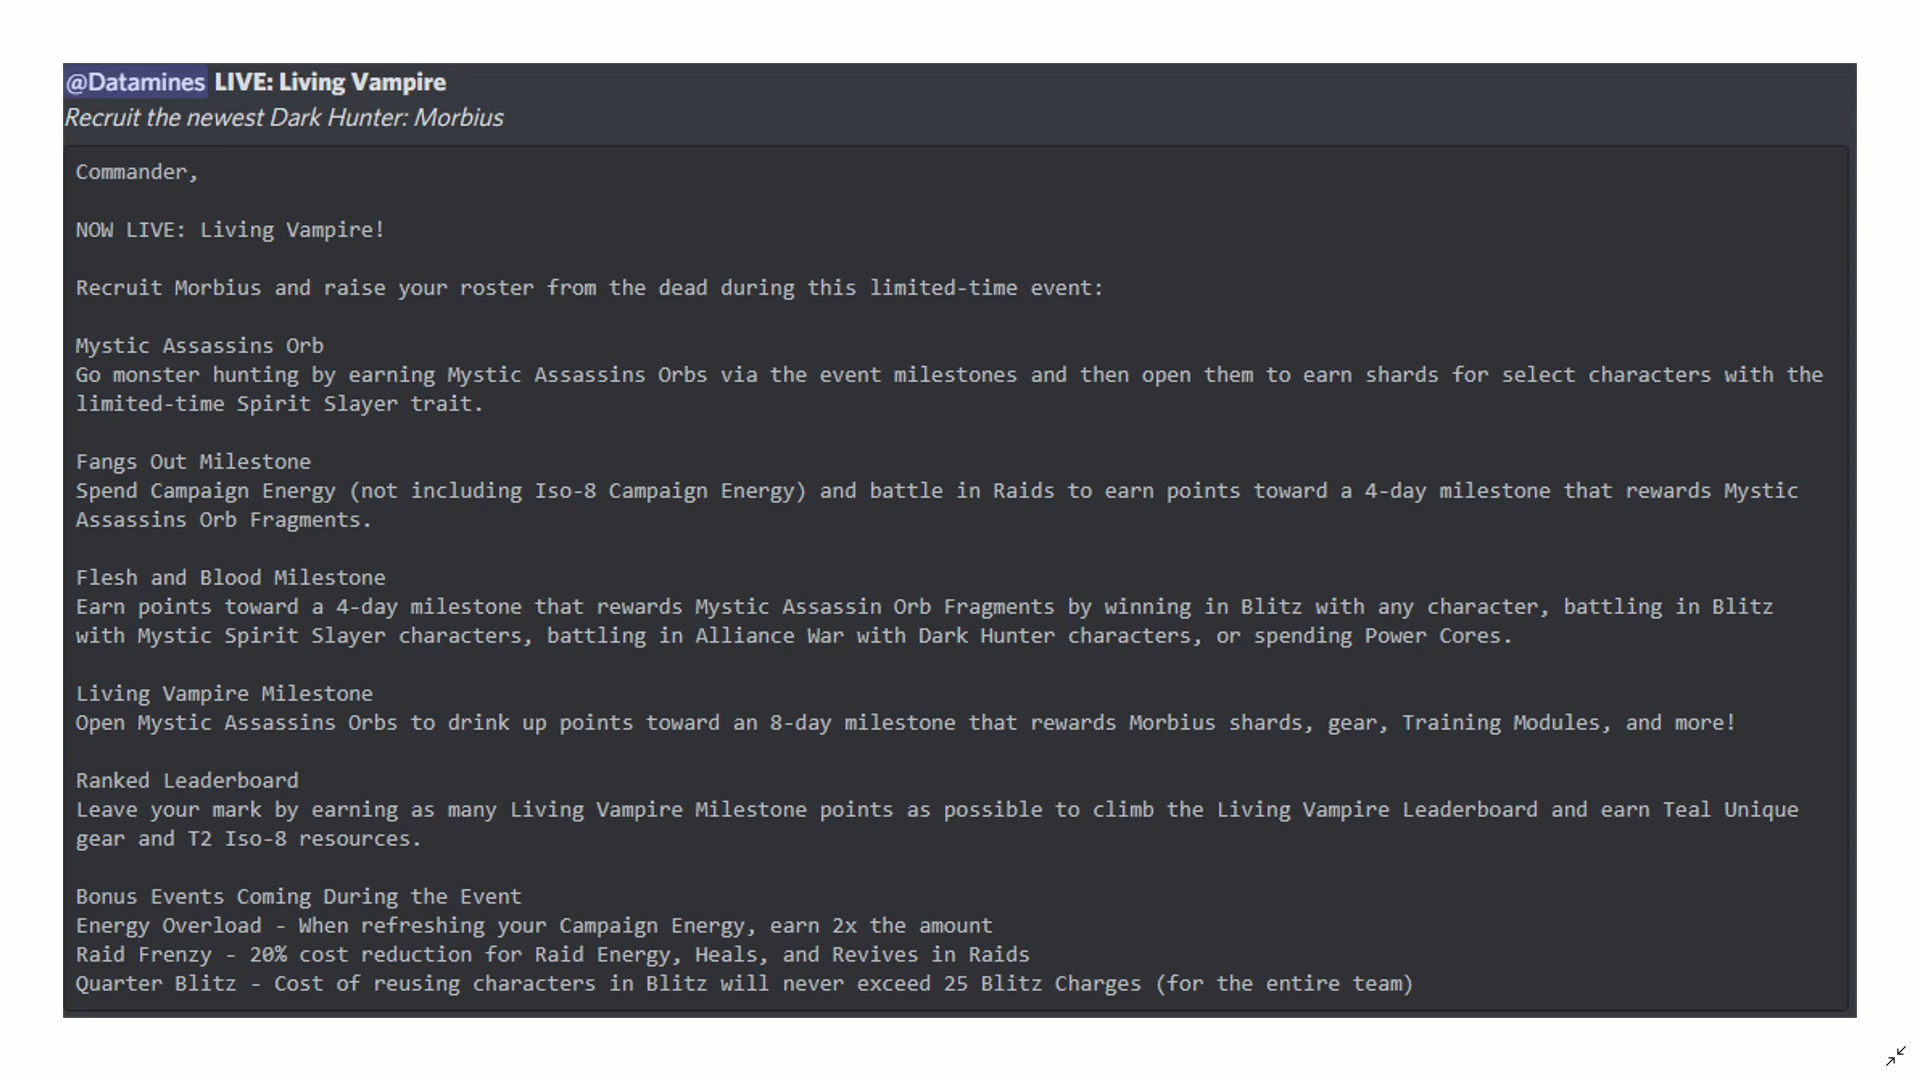 @Datamines LIVE: Living Vampire
Recruit the newest Dark Hunter: Morbius
Commander,
NOW LIVE: Living Vampire!
Recruit Morbius and raise your roster from the dead during this limited-time event:
Mystic Assassins Orb
Go monster hunting by earning Mystic Assassins Orbs via the event milestones and then open them to earn shards for select characters with the
limited-time Spirit Slayer trait.
Fangs Out Milestone
Spend Campaign Energy (not including Iso-8 Campaign Energy) and battle in Raids to earn points toward a 4-day milestone that rewards Mystic
Assassins Orb Fragments.
Flesh and Blood Milestone
Earn points toward a 4-day milestone that rewards Mystic Assassin Orb Fragments by winning in Blitz with any character, battling in Blitz
with Mystic Spirit Slayer characters, battling in Alliance War with Dark Hunter characters, or spending Power Cores.
Living Vampire Milestone
Open Mystic Assassins Orbs to drink up points toward an 8-day milestone that rewards Morbius shards, gear, Training Modules, and more!
Ranked Leaderboard
Leave your mark by earning as many Living Vampire Milestone points as possible to climb the Living Vampire Leaderboard and earn Teal Unique
gear and T2 Iso-8 resources.
Bonus Events Coming During the Event
Energy Overload - When refreshing your Campaign Energy, earn 2x the amount
Raid Frenzy - 20% cost reduction for Raid Energy, Heals, and Revives in Raids
Quarter Blitz - Cost of reusing characters in Blitz will never exceed 25 Blitz Charges (for the entire team)